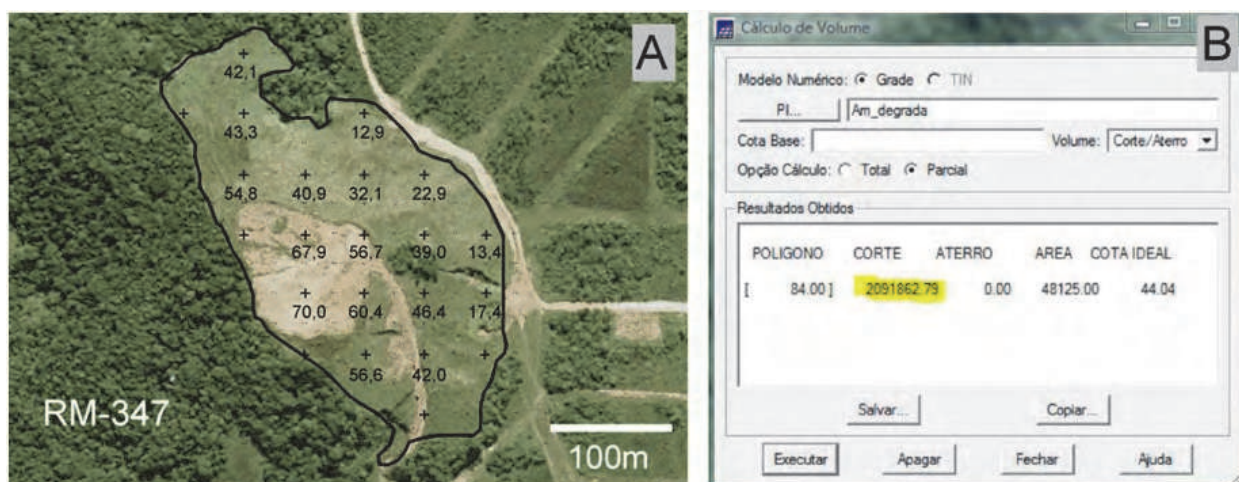 A
42,1
43,3 12,9
54,8 40,9 32,1 22,9
67,9 56,7 39,0 13,4
70,0 60,4 46,4 17,4
56,6 42,0
RM-347
100m
Cálculo de Volume
B
Modelo Numérico: Grade TIN
PI... Am_degrada
Cota Base: Volume: Corte/Aterro
Opção Cálculo: Total Parcial
Resultados Obtidos
POLIGONO CORTE ATERRO AREA COTA IDEAL
[ 84.00 ] 2091862.79 0.00 48125.00 44.04
Salvar... Copiar...
Executar Apagar Fechar Ajuda